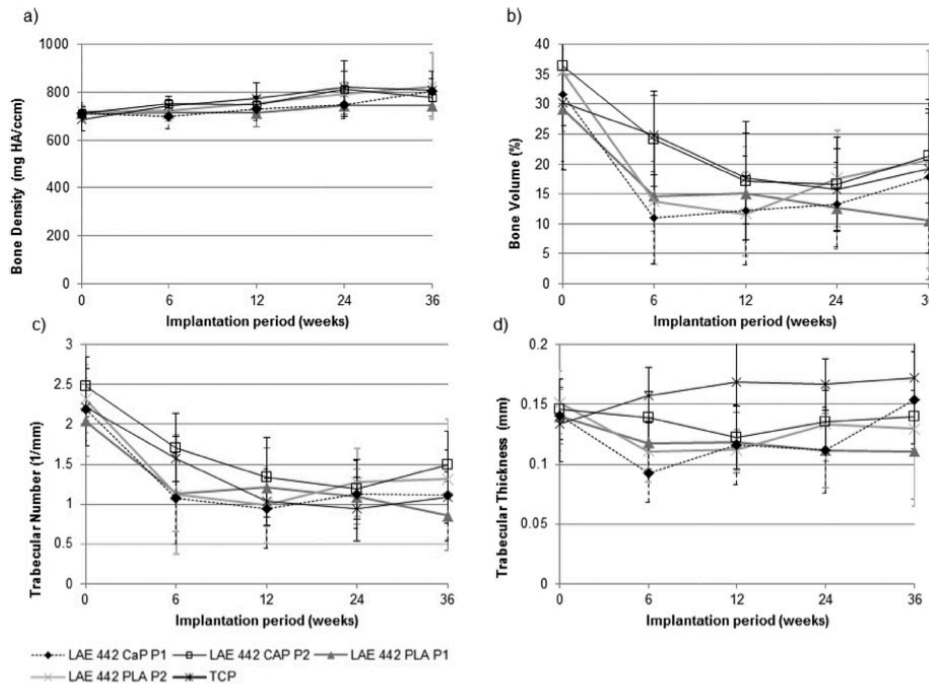 a)
Bone Density (mg HA/ccm)
1000
800
600
400
200
0
0 6 12 24 36
Implantation period (weeks)
b)
Bone Volume (%)
40
35
30
25
20
15
10
5
0
0 6 12 24 36
Implantation period (weeks)
c)
Trabecular Number (1/mm)
3
2.5
2
1.5
1
0.5
0
0 6 12 24 36
Implantation period (weeks)
d)
Trabecular Thickness (mm)
0.2
0.15
0.1
0.05
0
0 6 12 24 36
Implantation period (weeks)
LAE 442 CaP P1 LAE 442 CAP P2 LAE 442 PLA P1
LAE 442 PLA P2 TCP